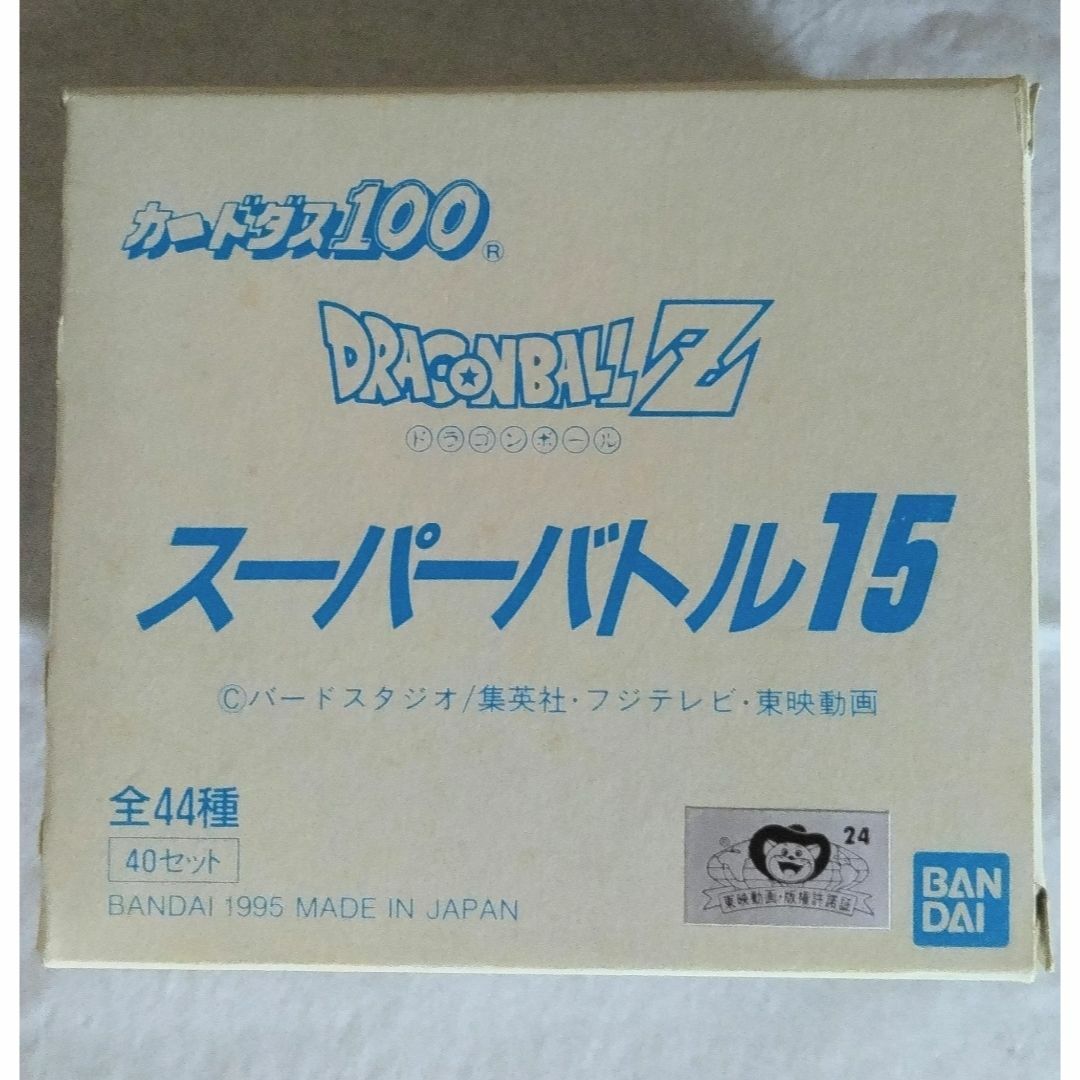 カードダス100®
DRAGONBALL Z
ドラゴンボール
スーパーバトル15
©バードスタジオ/集英社・フジテレビ・東映動画
全44種
40セット
BANDAI 1995 MADE IN JAPAN
24
®
東映動画・版権許諾証
BAN
DAI